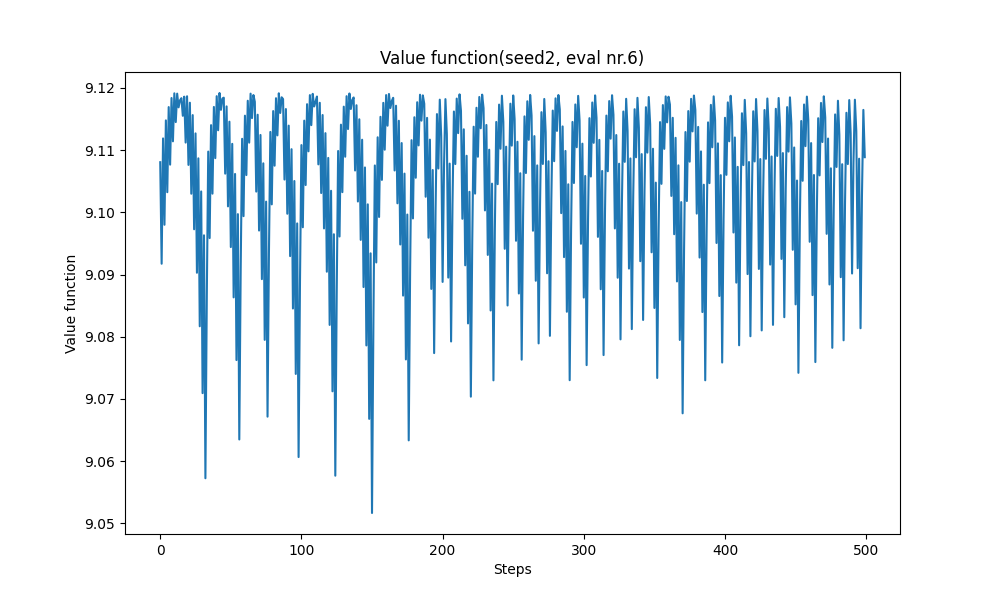 Value function(seed2, eval nr.6)
9.12
9.11
9.10
9.09
9.08
9.07
9.06
9.05
Value function
0 100 200 300 400 500
Steps